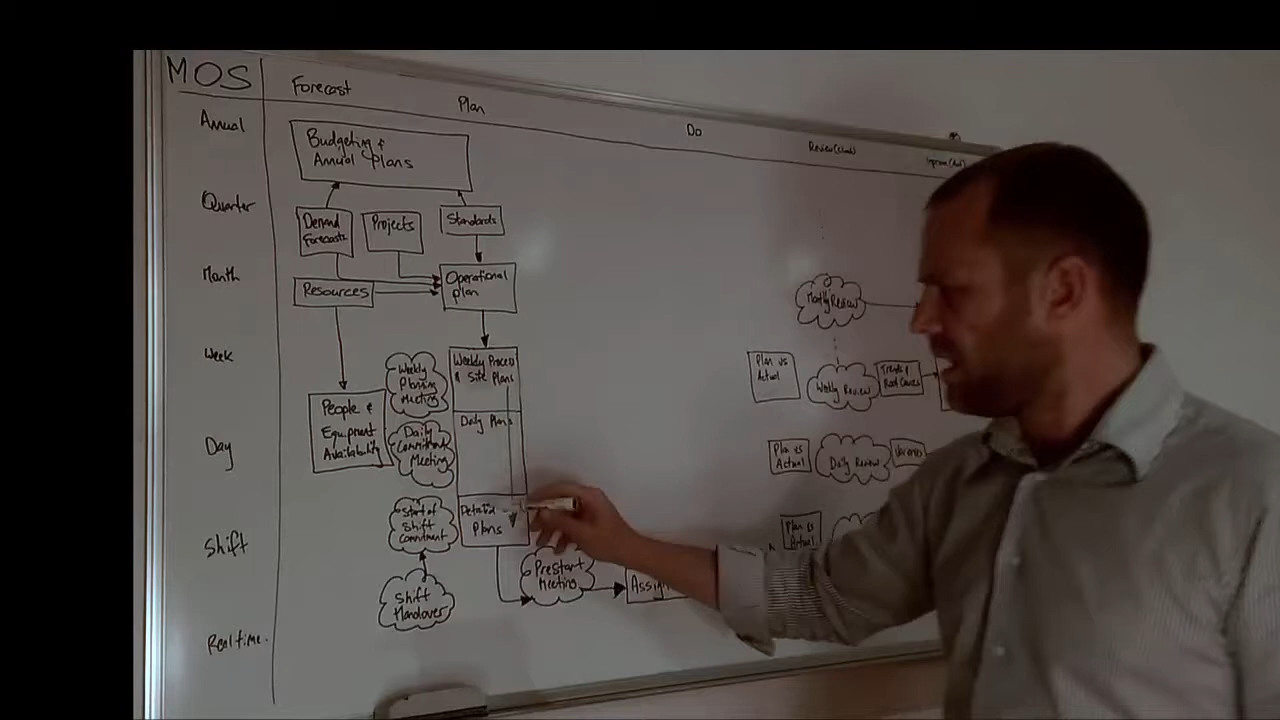 MOS
Forecast
Plan
Do
Review (Check)
Annual
Budgeting &
Annual Plans
Quarter
Demand
Forecasts
Projects
Standards
Month
Resources
Operational
plan
Monthly Review
Week
Weekly
Planning
Meeting
Weekly Process
& Site Plans
Plan vs
Actual
Weekly Review
Trends &
Root Causes
Day
People &
Equipment
Availability
Daily
Commitment
Meeting
Daily Plans
Plan vs
Actual
Daily Review
Shift
Start of
Shift
Commitment
Plans
Plan vs
Actual
Shift
Handover
PreStart
Meeting
Assign
Real time.